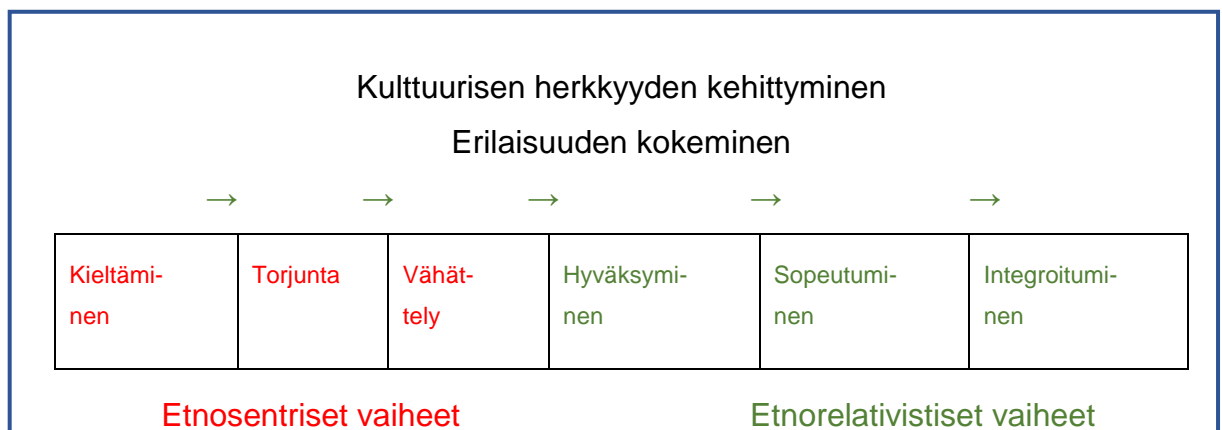 Kulttuurisen herkkyyden kehittyminen
Erilaisuuden kokeminen
→ → → → →
Kieltämi-
nen
Torjunta
Vähät-
tely
Hyväksymi-
nen
Sopeutumi-
nen
Integroitumi-
nen
Etnosentriset vaiheet
Etnorelativistiset vaiheet